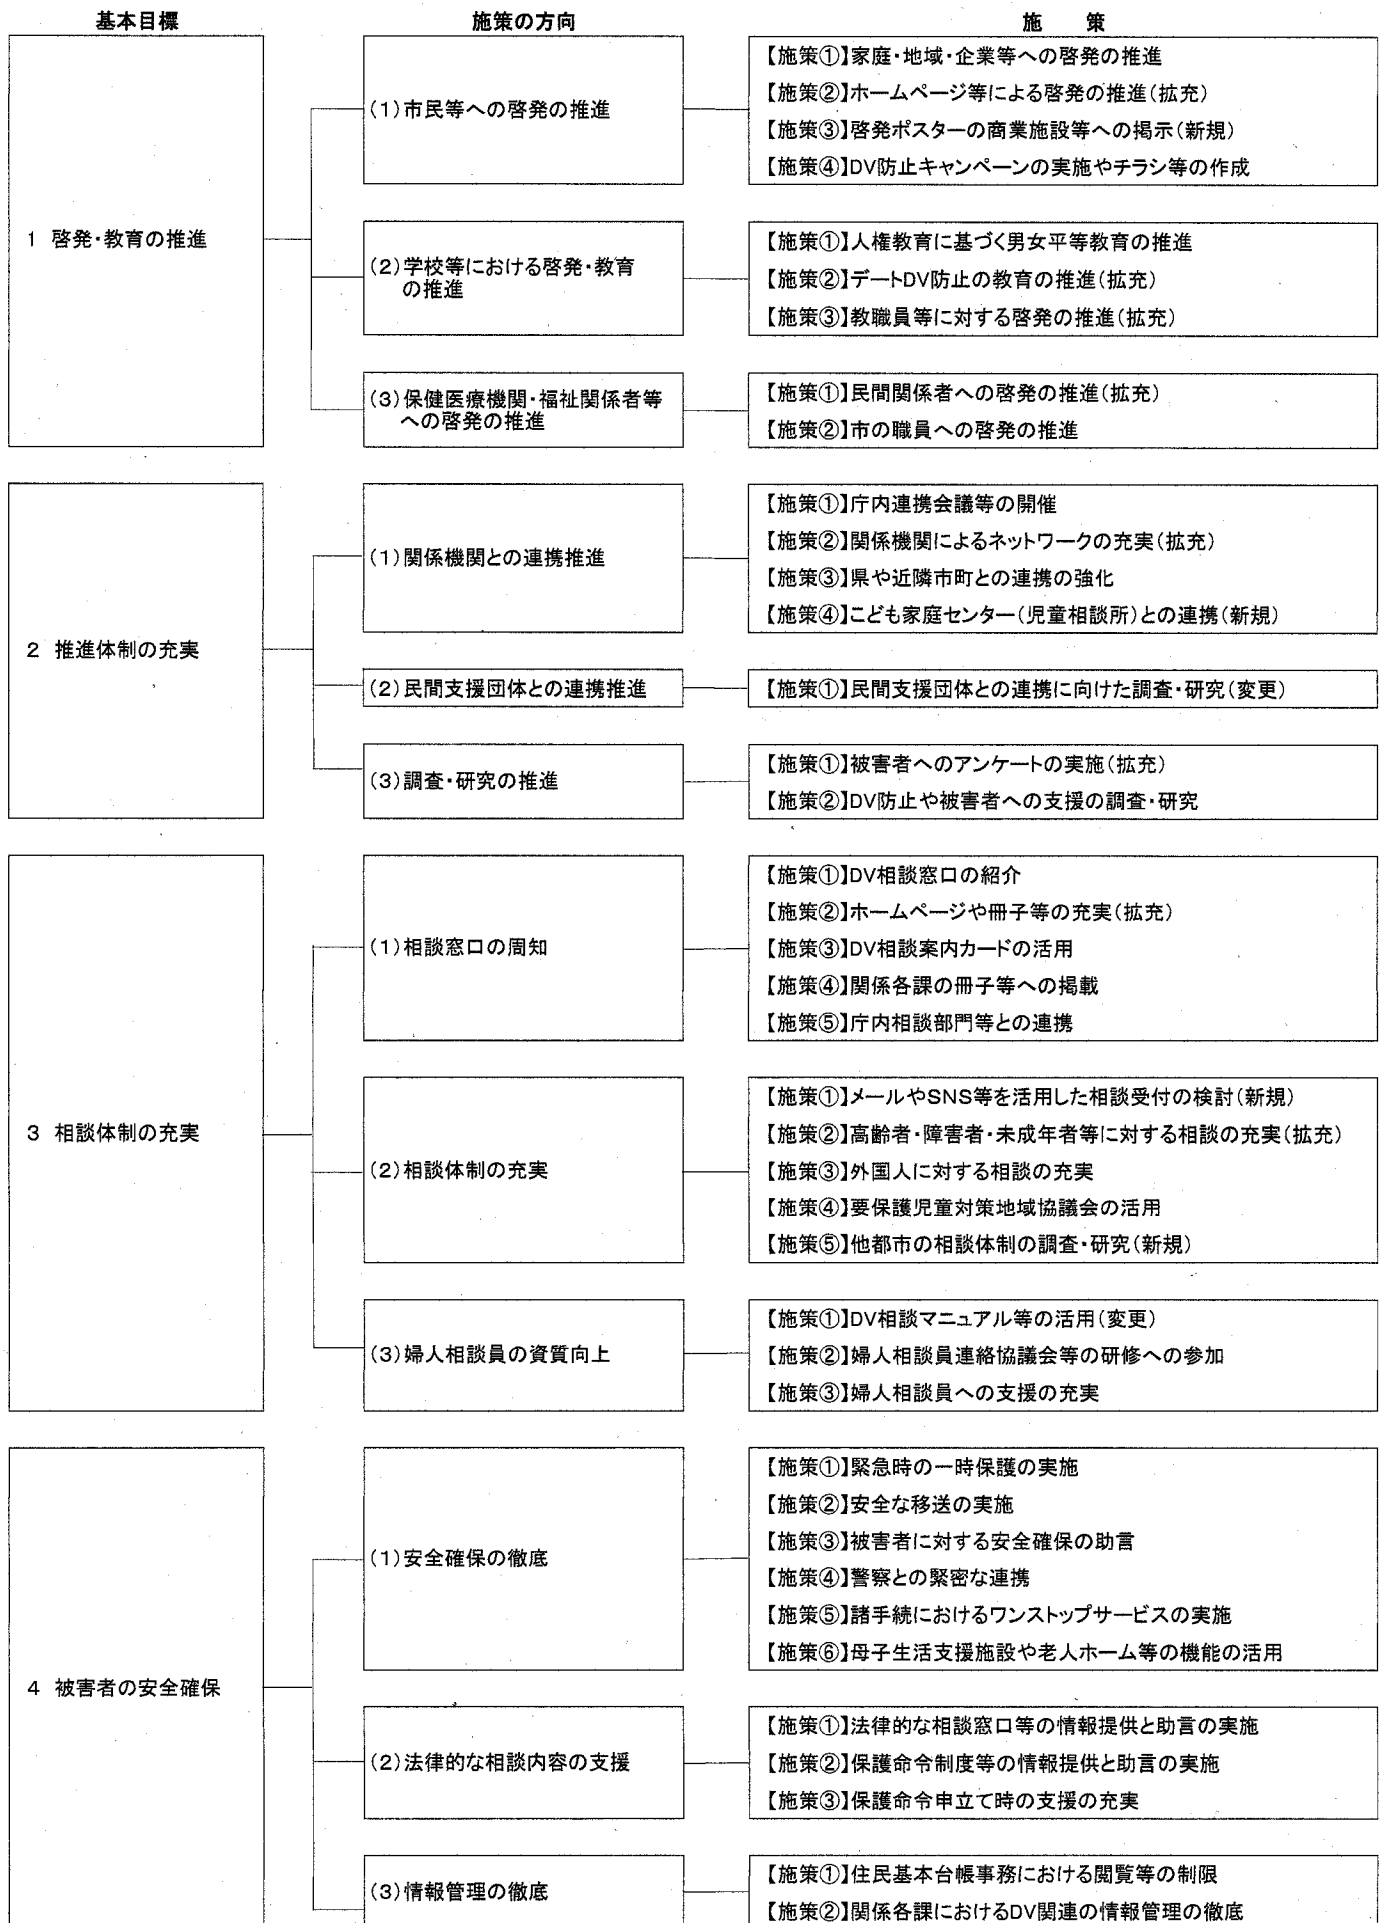 基本目標 施策の方向 施 策
1 啓発・教育の推進
(1)市民等への啓発の推進
【施策①】家庭・地域・企業等への啓発の推進
【施策②】ホームページ等による啓発の推進(拡充)
【施策③】啓発ポスターの商業施設等への掲示(新規)
【施策④】DV防止キャンペーンの実施やチラシ等の作成
(2)学校等における啓発・教育
の推進
【施策①】人権教育に基づく男女平等教育の推進
【施策②】デートDV防止の教育の推進(拡充)
【施策③】教職員等に対する啓発の推進(拡充)
(3)保健医療機関・福祉関係者等
への啓発の推進
【施策①】民間関係者への啓発の推進(拡充)
【施策②】市の職員への啓発の推進
2 推進体制の充実
(1)関係機関との連携推進
【施策①】庁内連携会議等の開催
【施策②】関係機関によるネットワークの充実(拡充)
【施策③】県や近隣市町との連携の強化
【施策④】こども家庭センター(児童相談所)との連携(新規)
(2)民間支援団体との連携推進
【施策①】民間支援団体との連携に向けた調査・研究(変更)
(3)調査・研究の推進
【施策①】被害者へのアンケートの実施(拡充)
【施策②】DV防止や被害者への支援の調査・研究
3 相談体制の充実
(1)相談窓口の周知
【施策①】DV相談窓口の紹介
【施策②】ホームページや冊子等の充実(拡充)
【施策③】DV相談案内カードの活用
【施策④】関係各課の冊子等への掲載
【施策⑤】庁内相談部門等との連携
(2)相談体制の充実
【施策①】メールやSNS等を活用した相談受付の検討(新規)
【施策②】高齢者・障害者・未成年者等に対する相談の充実(拡充)
【施策③】外国人に対する相談の充実
【施策④】要保護児童対策地域協議会の活用
【施策⑤】他都市の相談体制の調査・研究(新規)
(3)婦人相談員の資質向上
【施策①】DV相談マニュアル等の活用(変更)
【施策②】婦人相談員連絡協議会等の研修への参加
【施策③】婦人相談員への支援の充実
4 被害者の安全確保
(1)安全確保の徹底
【施策①】緊急時の一時保護の実施
【施策②】安全な移送の実施
【施策③】被害者に対する安全確保の助言
【施策④】警察との緊密な連携
【施策⑤】諸手続におけるワンストップサービスの実施
【施策⑥】母子生活支援施設や老人ホーム等の機能の活用
(2)法律的な相談内容の支援
【施策①】法律的な相談窓口等の情報提供と助言の実施
【施策②】保護命令制度等の情報提供と助言の実施
【施策③】保護命令申立て時の支援の充実
(3)情報管理の徹底
【施策①】住民基本台帳事務における閲覧等の制限
【施策②】関係各課におけるDV関連の情報管理の徹底